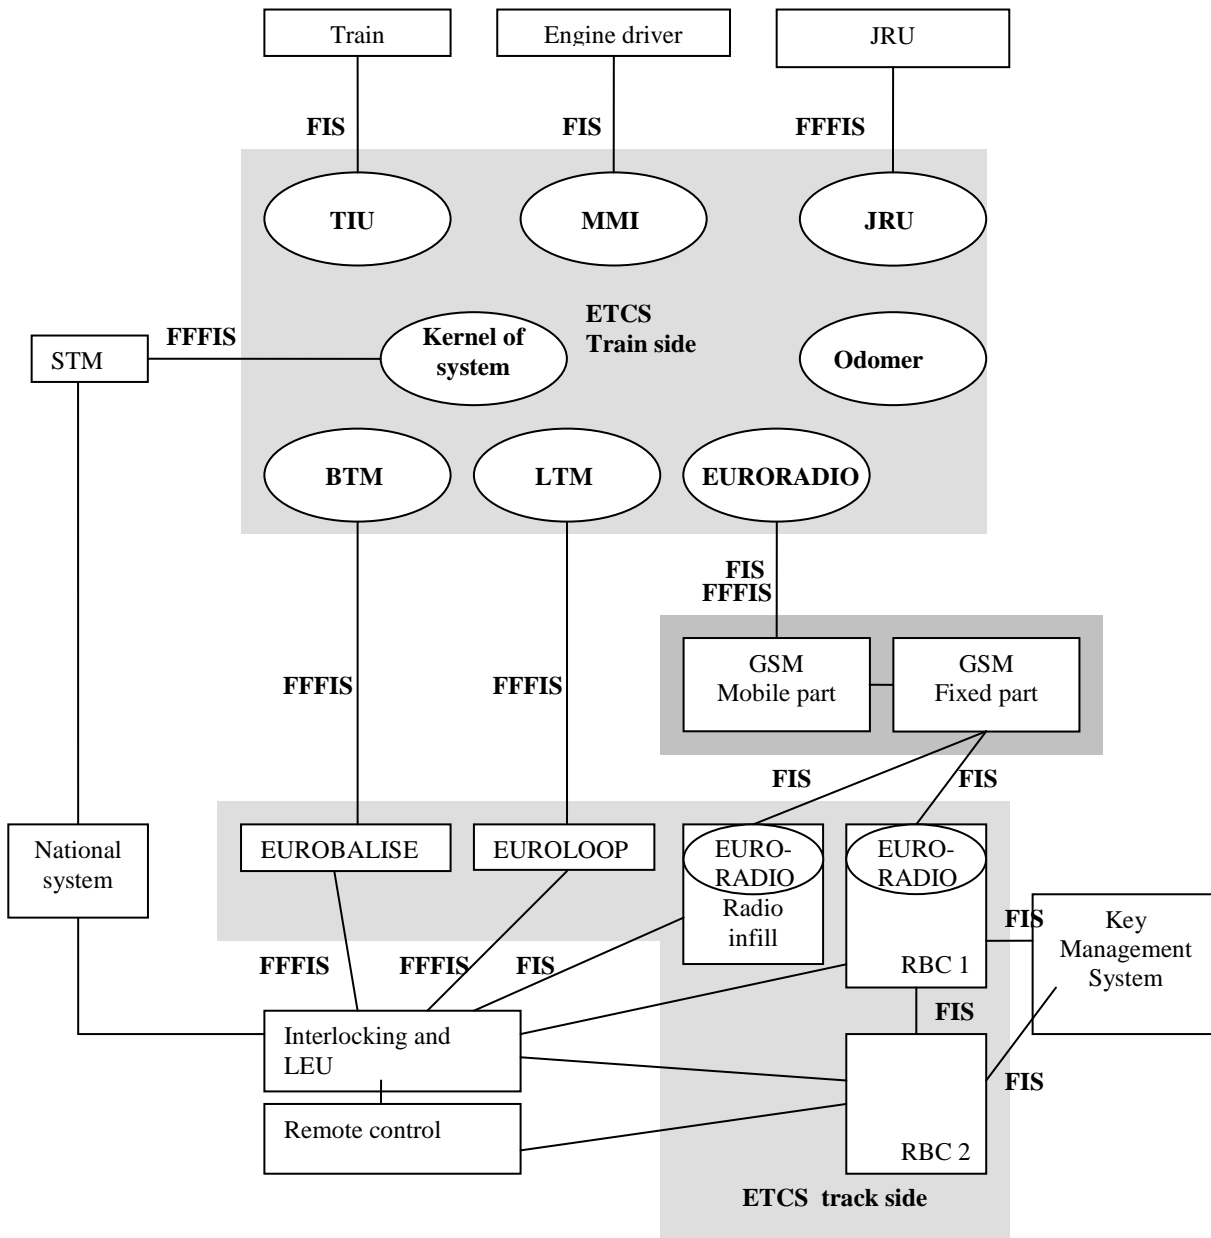 Train
Engine driver
JRU
FIS
FIS
FFFIS
TIU
MMI
JRU
ETCS
Train side
FFFIS
STM
Kernel of
system
Odomer
BTM
LTM
EURORADIO
FIS
FFFIS
GSM
Mobile part
GSM
Fixed part
FFFIS
FFFIS
FIS
FIS
National
system
EUROBALISE
EUROLOOP
EURO-
RADIO
Radio
infill
EURO-
RADIO
RBC 1
FIS
Key
Management
System
FFFIS
FFFIS
FIS
FIS
Interlocking and
LEU
FIS
Remote control
RBC 2
ETCS  track side